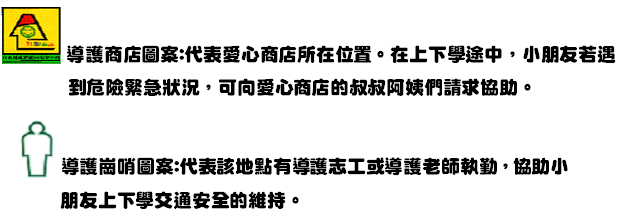 導護商店圖案:代表愛心商店所在位置。在上下學途中，小朋友若遇
到危險緊急狀況，可向愛心商店的叔叔阿姨們請求協助。
導護崗哨圖案:代表該地點有導護志工或導護老師執勤，協助小
朋友上下學交通安全的維持。